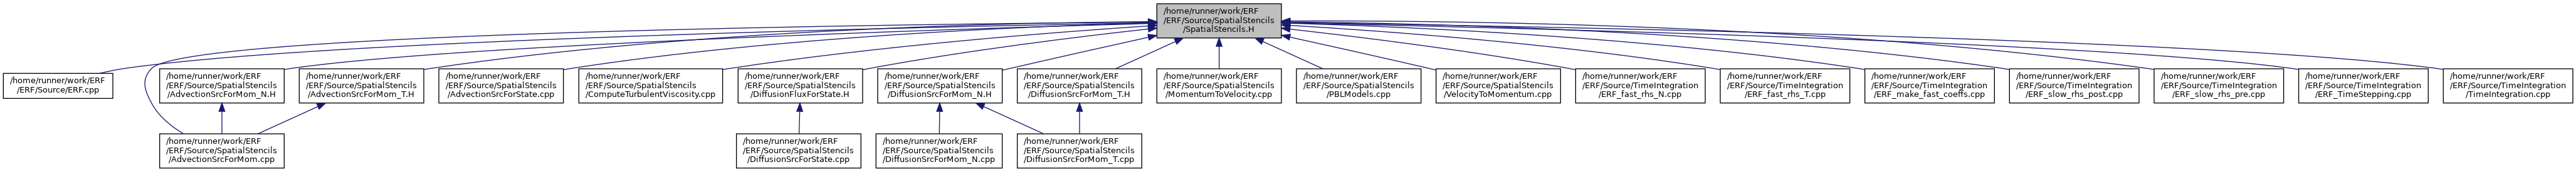 /home/runner/work/ERF
/ERF/Source/SpatialStencils
/SpatialStencils.H
/home/runner/work/ERF
/ERF/Source/ERF.cpp
/home/runner/work/ERF
/ERF/Source/SpatialStencils
/AdvectionSrcForMom_N.H
/home/runner/work/ERF
/ERF/Source/SpatialStencils
/AdvectionSrcForMom_T.H
/home/runner/work/ERF
/ERF/Source/SpatialStencils
/AdvectionSrcForState.cpp
/home/runner/work/ERF
/ERF/Source/SpatialStencils
/ComputeTurbulentViscosity.cpp
/home/runner/work/ERF
/ERF/Source/SpatialStencils
/DiffusionFluxForState.H
/home/runner/work/ERF
/ERF/Source/SpatialStencils
/DiffusionSrcForMom_N.H
/home/runner/work/ERF
/ERF/Source/SpatialStencils
/DiffusionSrcForMom_T.H
/home/runner/work/ERF
/ERF/Source/SpatialStencils
/MomentumToVelocity.cpp
/home/runner/work/ERF
/ERF/Source/SpatialStencils
/PBLModels.cpp
/home/runner/work/ERF
/ERF/Source/SpatialStencils
/VelocityToMomentum.cpp
/home/runner/work/ERF
/ERF/Source/TimeIntegration
/ERF_fast_rhs_N.cpp
/home/runner/work/ERF
/ERF/Source/TimeIntegration
/ERF_fast_rhs_T.cpp
/home/runner/work/ERF
/ERF/Source/TimeIntegration
/ERF_make_fast_coeffs.cpp
/home/runner/work/ERF
/ERF/Source/TimeIntegration
/ERF_slow_rhs_post.cpp
/home/runner/work/ERF
/ERF/Source/TimeIntegration
/ERF_slow_rhs_pre.cpp
/home/runner/work/ERF
/ERF/Source/TimeIntegration
/ERF_TimeStepping.cpp
/home/runner/work/ERF
/ERF/Source/TimeIntegration
/TimeIntegration.cpp
/home/runner/work/ERF
/ERF/Source/SpatialStencils
/AdvectionSrcForMom.cpp
/home/runner/work/ERF
/ERF/Source/SpatialStencils
/DiffusionSrcForState.cpp
/home/runner/work/ERF
/ERF/Source/SpatialStencils
/DiffusionSrcForMom_N.cpp
/home/runner/work/ERF
/ERF/Source/SpatialStencils
/DiffusionSrcForMom_T.cpp